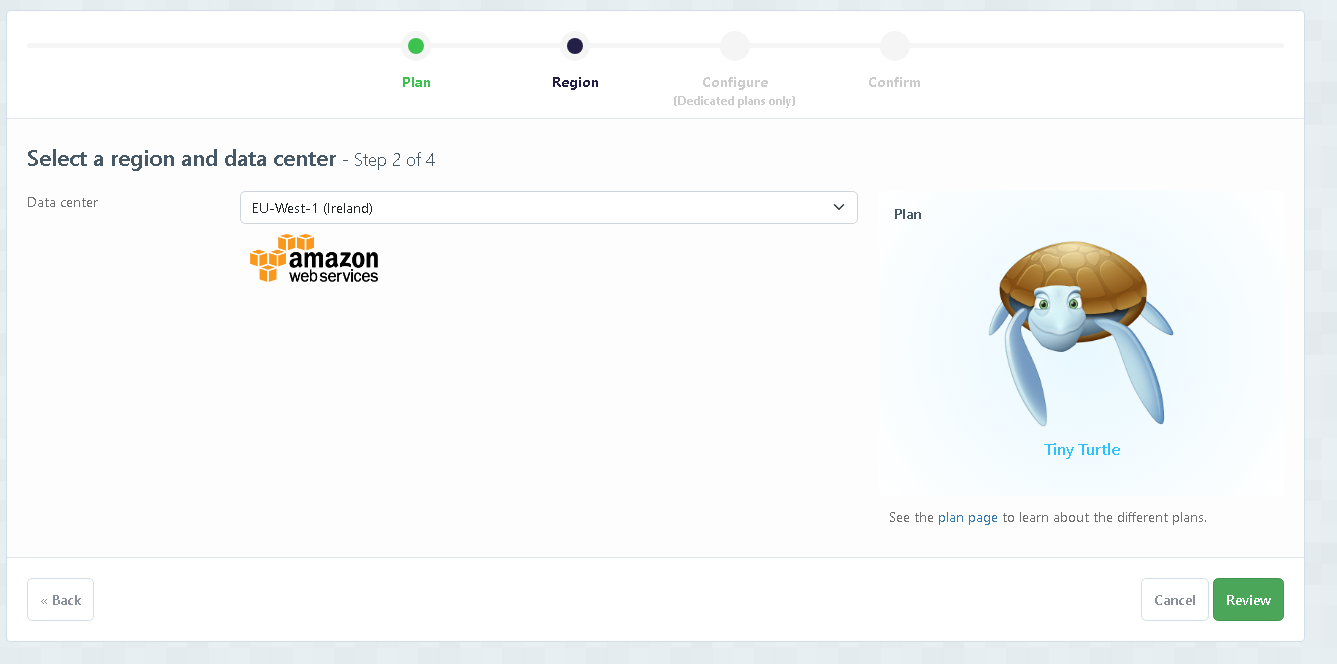 Plan
Region
Configure
(Dedicated plans only)
Confirm
Select a region and data center - Step 2 of 4
Data center
EU-West-1 (Ireland)
amazon
web services
Plan
Tiny Turtle
See the plan page to learn about the different plans.
« Back
Cancel
Review